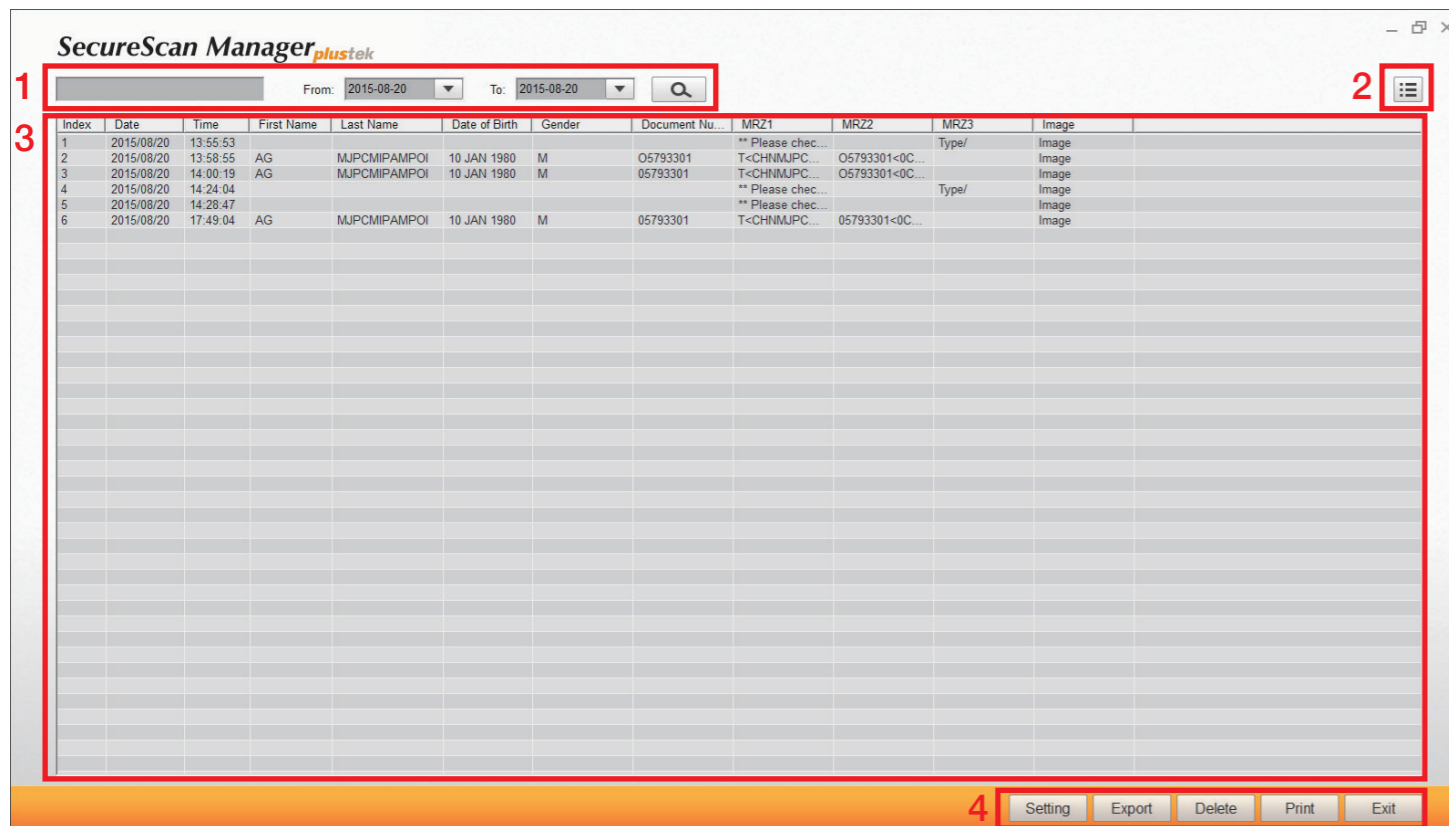 SecureScan Manager plustek
1 From: 2015-08-20 To: 2015-08-20 2
3
Index Date Time First Name Last Name Date of Birth Gender Document Nu... MRZ1 MRZ2 MRZ3 Image
1 2015/08/20 13:55:53 ** Please chec... Type/ Image
2 2015/08/20 13:58:55 AG MJPCMIPAMPOI 10 JAN 1980 M O5793301 T<CHNMJPC... O5793301<0C... Image
3 2015/08/20 14:00:19 AG MJPCMIPAMPOI 10 JAN 1980 M 05793301 T<CHNMJPC... O5793301<0C... Image
4 2015/08/20 14:24:04 ** Please chec... Type/ Image
5 2015/08/20 14:28:47 ** Please chec... Image
6 2015/08/20 17:49:04 AG MJPCMIPAMPOI 10 JAN 1980 M 05793301 T<CHNMJPC... 05793301<0C... Image
4 Setting Export Delete Print Exit